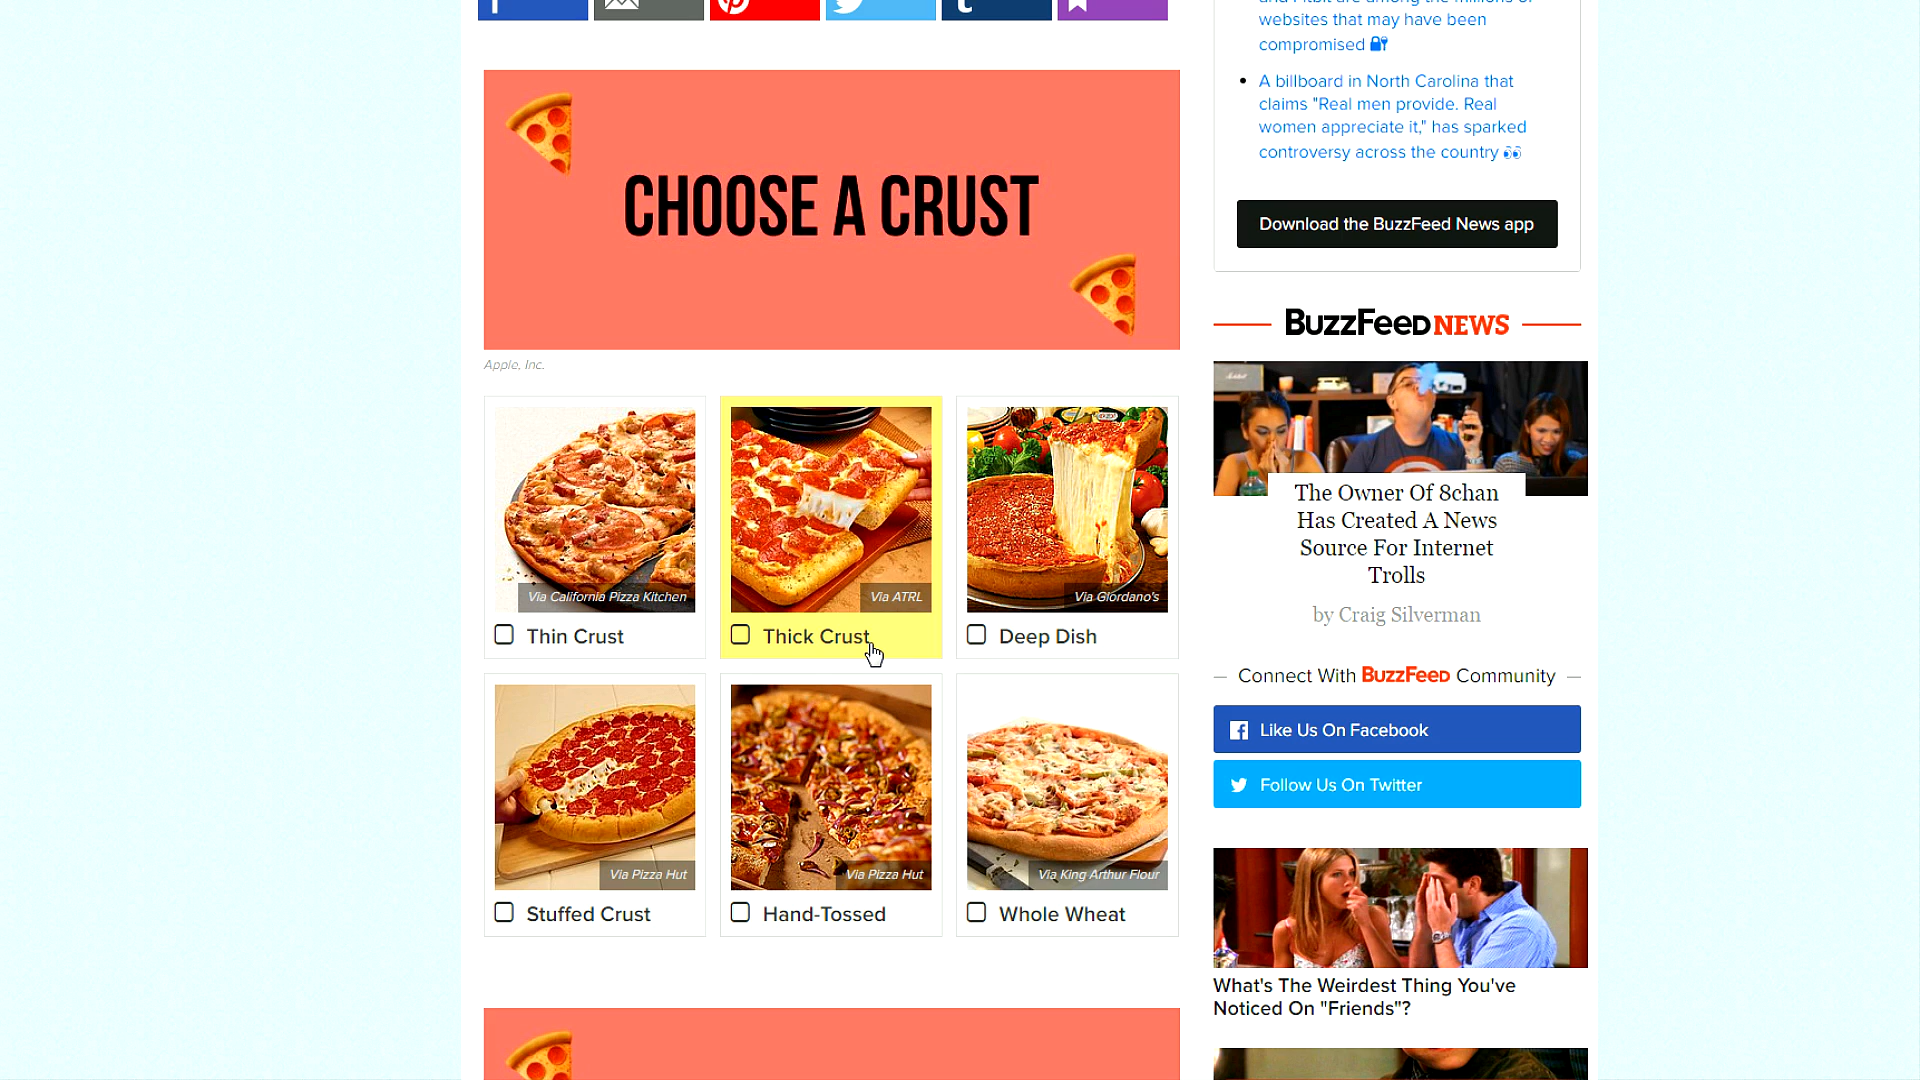 websites that may have been
compromised
A billboard in North Carolina that
claims "Real men provide. Real
women appreciate it," has sparked
controversy across the country
Download the BuzzFeed News app
CHOOSE A CRUST
Apple, Inc.
BuzzFeed NEWS
Via California Pizza Kitchen
Via ATRL
Via Giordano's
Thin Crust
Thick Crust
Deep Dish
The Owner Of 8chan
Has Created A News
Source For Internet
Trolls
by Craig Silverman
Connect With BuzzFeed Community
Like Us On Facebook
Follow Us On Twitter
Via Pizza Hut
Via Pizza Hut
Via King Arthur Flour
Stuffed Crust
Hand-Tossed
Whole Wheat
What's The Weirdest Thing You've
Noticed On "Friends"?